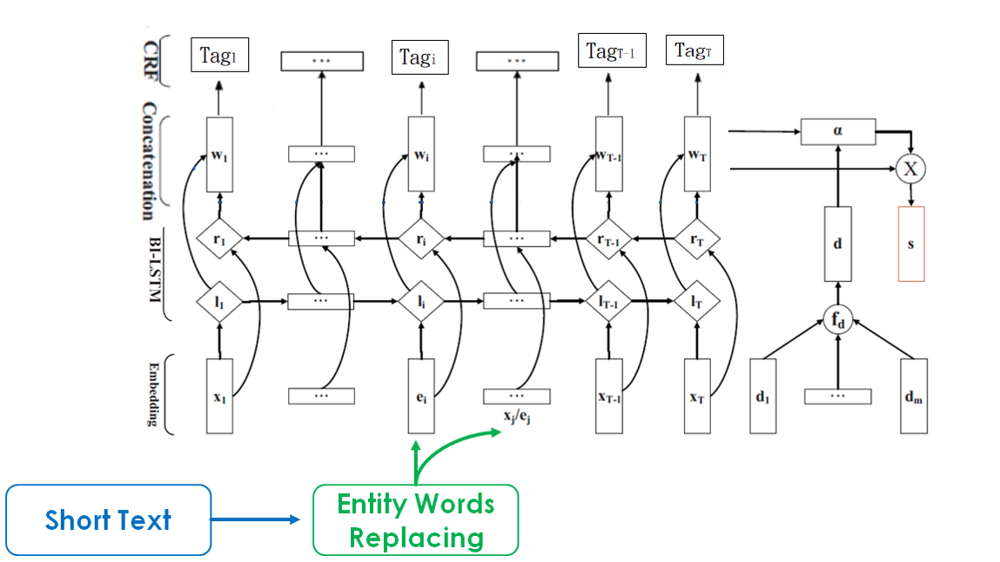 CRF
Tag1
...
Tagi
...
TagT-1
TagT
Concatenation
w1
...
wi
...
wT-1
wT
α
X
BI-LSTM
r1
...
ri
...
rT-1
rT
d
s
l1
...
li
...
lT-1
lT
fd
Embedding
x1
...
ei
...
xT-1
xT
d1
...
dm
xj/ej
Short Text
Entity Words
Replacing